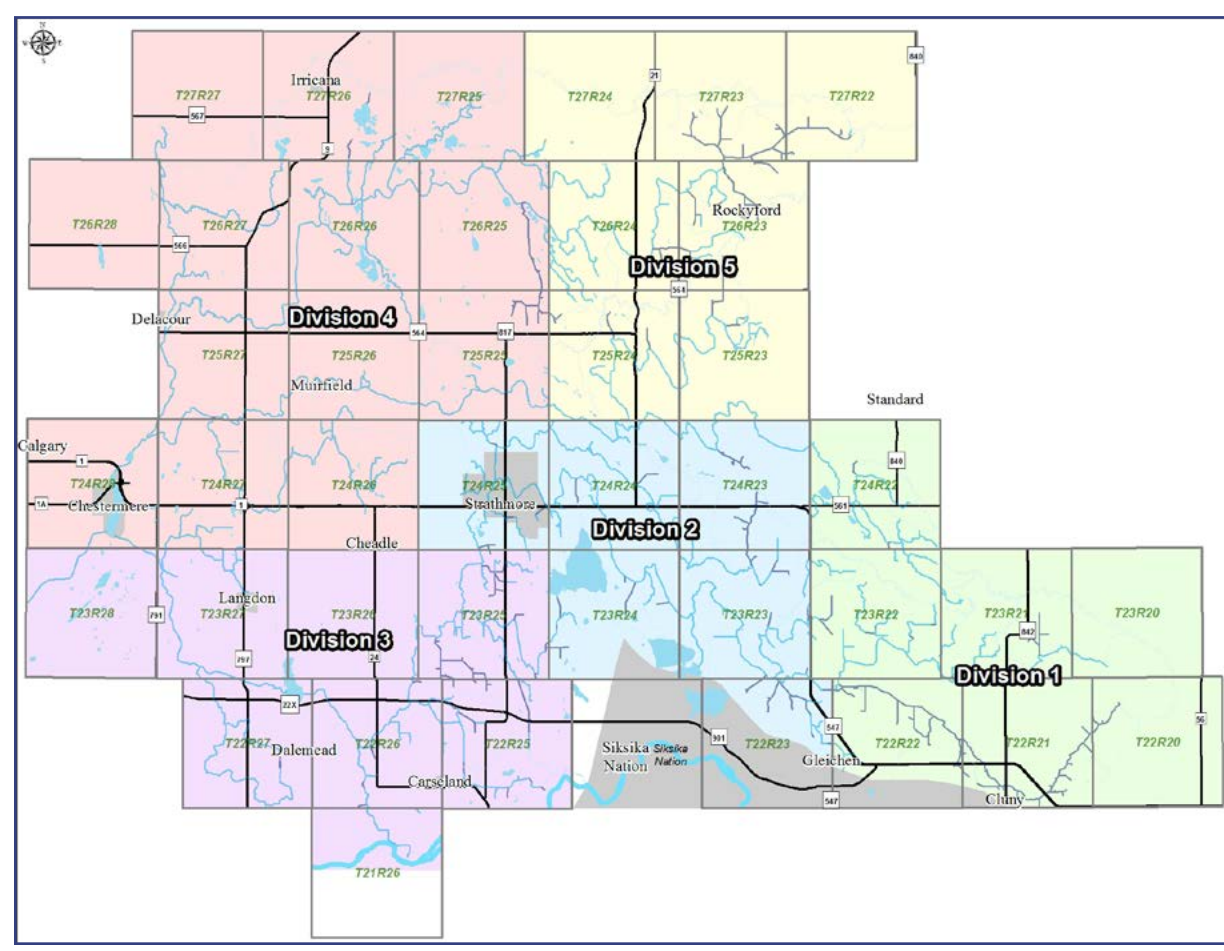 N
W E
S
840
Irricana
21
T27R27
T27R26
T27R25
T27R24
T27R23
T27R22
567
9
Rockyford
T26R28
T26R27
T26R26
T26R25
T26R24
T26R23
566
Division 5
564
Delacour
Division 4
564
817
T25R27
T25R26
T25R25
T25R24
T25R23
Muirfield
Standard
Calgary
1
840
T24R28
T24R27
T24R26
T24R25
T24R24
T24R23
T24R22
1A
Chestermere
1
Strathmore
561
Division 2
Cheadle
Langdon
T23R28
791
T23R27
T23R26
T23R25
T23R24
T23R23
T23R22
T23R21
T23R20
842
Division 3
797
24
Division 1
22X
56
547
901
Dalemead
T22R27
T22R26
T22R25
Siksika
Nation
Siksika
Nation
T22R23
T22R22
T22R21
T22R20
Gleichen
Carseland
547
Cluny
T21R26